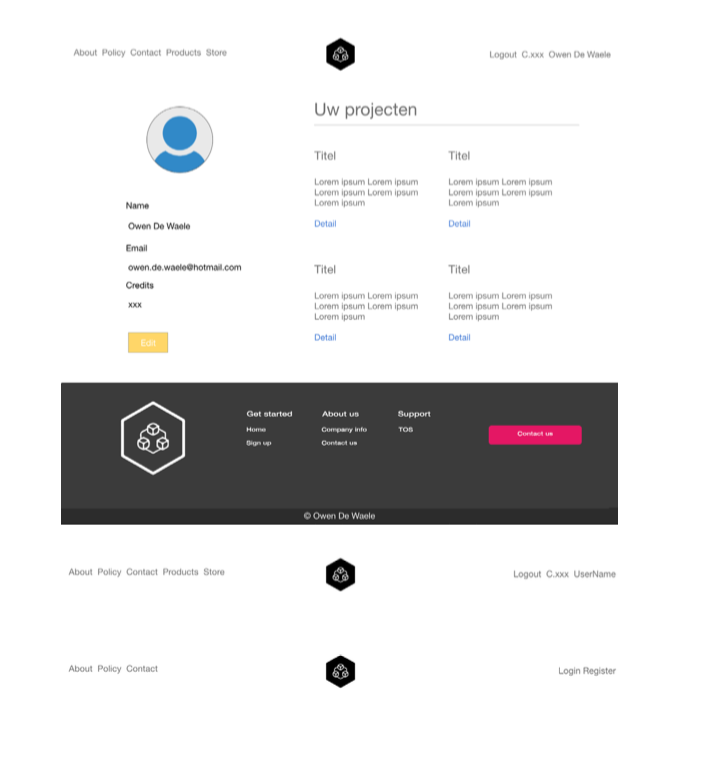 About Policy Contact Products Store
Logout C.xxx Owen De Waele
Name
Owen De Waele
Email
owen.de.waele@hotmail.com
Credits
xxx
Edit
Uw projecten
Titel
Lorem ipsum Lorem ipsum
Lorem ipsum Lorem ipsum
Lorem ipsum
Detail
Titel
Lorem ipsum Lorem ipsum
Lorem ipsum Lorem ipsum
Lorem ipsum
Detail
Titel
Lorem ipsum Lorem ipsum
Lorem ipsum Lorem ipsum
Lorem ipsum
Detail
Titel
Lorem ipsum Lorem ipsum
Lorem ipsum Lorem ipsum
Lorem ipsum
Detail
Get started
Home
Sign up
About us
Company Info
Contact us
Support
TOS
Contact us
© Owen De Waele
About Policy Contact Products Store
Logout C.xxx UserName
About Policy Contact
Login Register